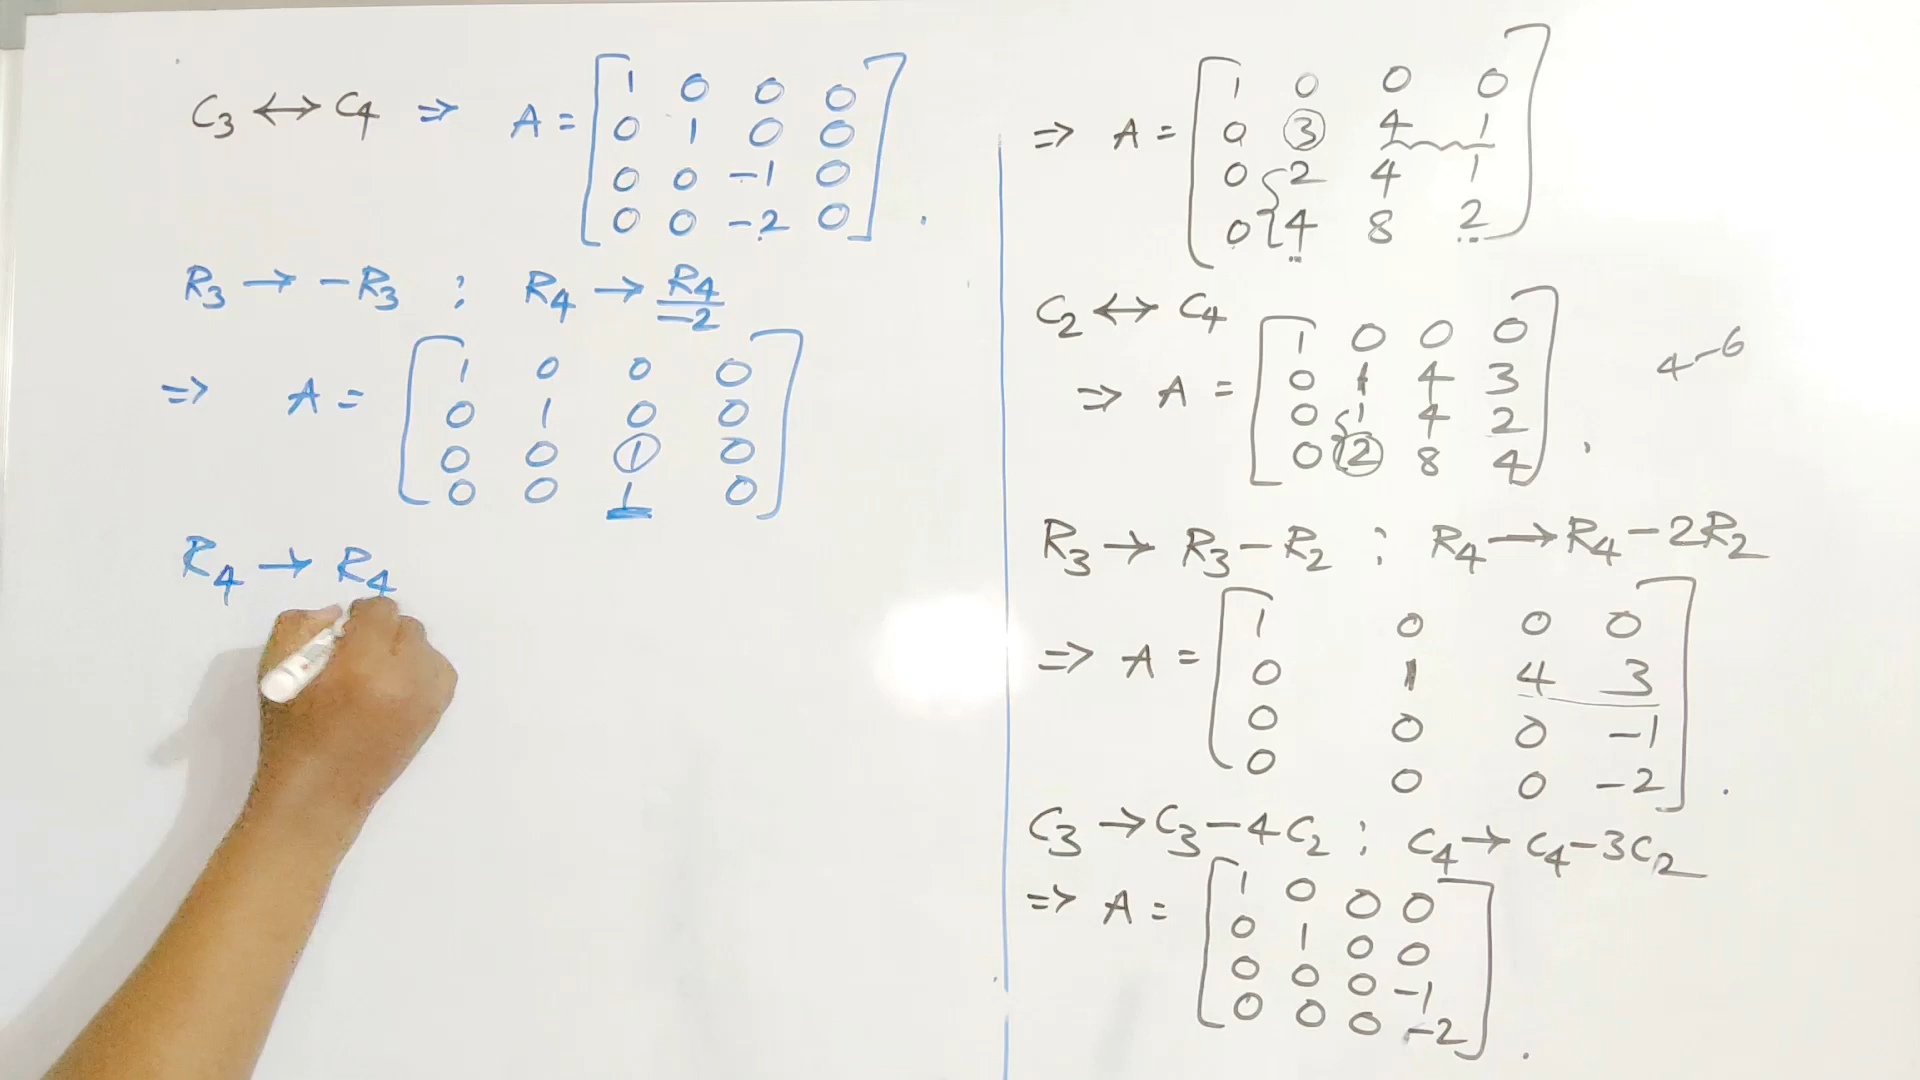 C3 ↔ C4 ⇒ A = [
1 0 0 0
0 1 0 0
0 0 -1 0
0 0 -2 0
].
R3 → -R3 ; R4 → R4/-2
⇒ A = [
1 0 0 0
0 1 0 0
0 0 1 0
0 0 1 0
]
R4 → R4
⇒ A = [
1 0 0 0
0 3 4 1
0 2 4 1
0 4 8 2
]
C2 ↔ C4
⇒ A = [
1 0 0 0
0 1 4 3
0 1 4 2
0 2 8 4
].
4-6
R3 → R3 - R2 ; R4 → R4 - 2R2
⇒ A = [
1 0 0 0
0 1 4 3
0 0 0 -1
0 0 0 -2
].
C3 → C3 - 4C2 ; C4 → C4 - 3C2
⇒ A = [
1 0 0 0
0 1 0 0
0 0 0 -1
0 0 0 -2
].